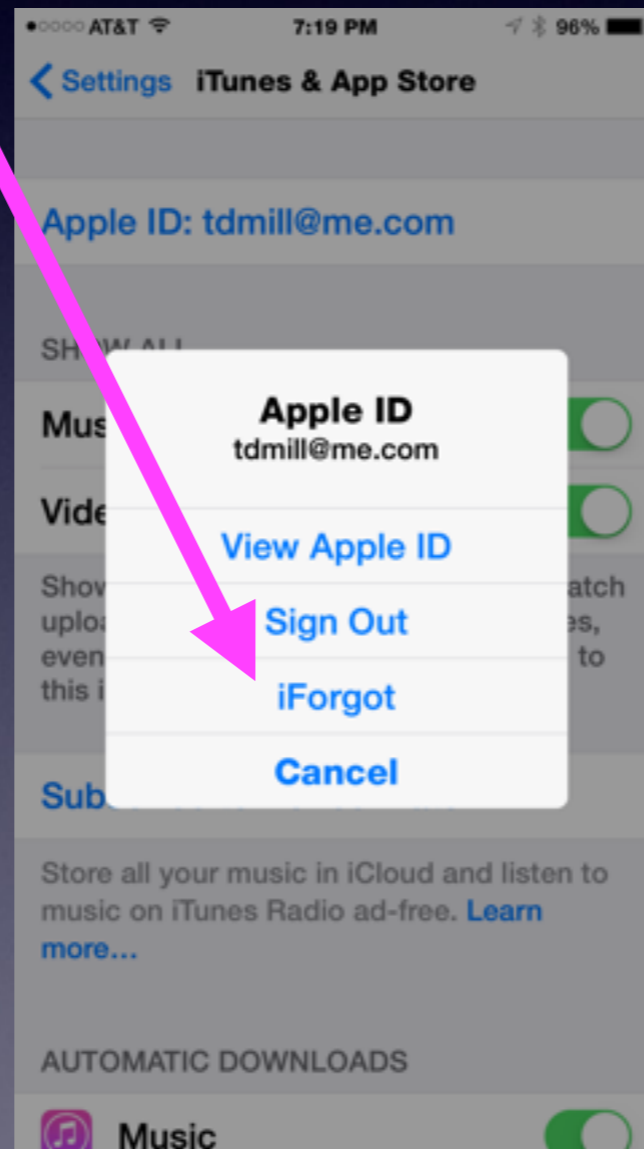 AT&T 7:19 PM 96%
Settings iTunes & App Store
Apple ID: tdmill@me.com
SHOW ALL
Mus
Vide
Apple ID
tdmill@me.com
View Apple ID
Sign Out
iForgot
Cancel
Show atch
uploa es,
even to
this i
Sub
Store all your music in iCloud and listen to
music on iTunes Radio ad-free. Learn
more...
AUTOMATIC DOWNLOADS
Music